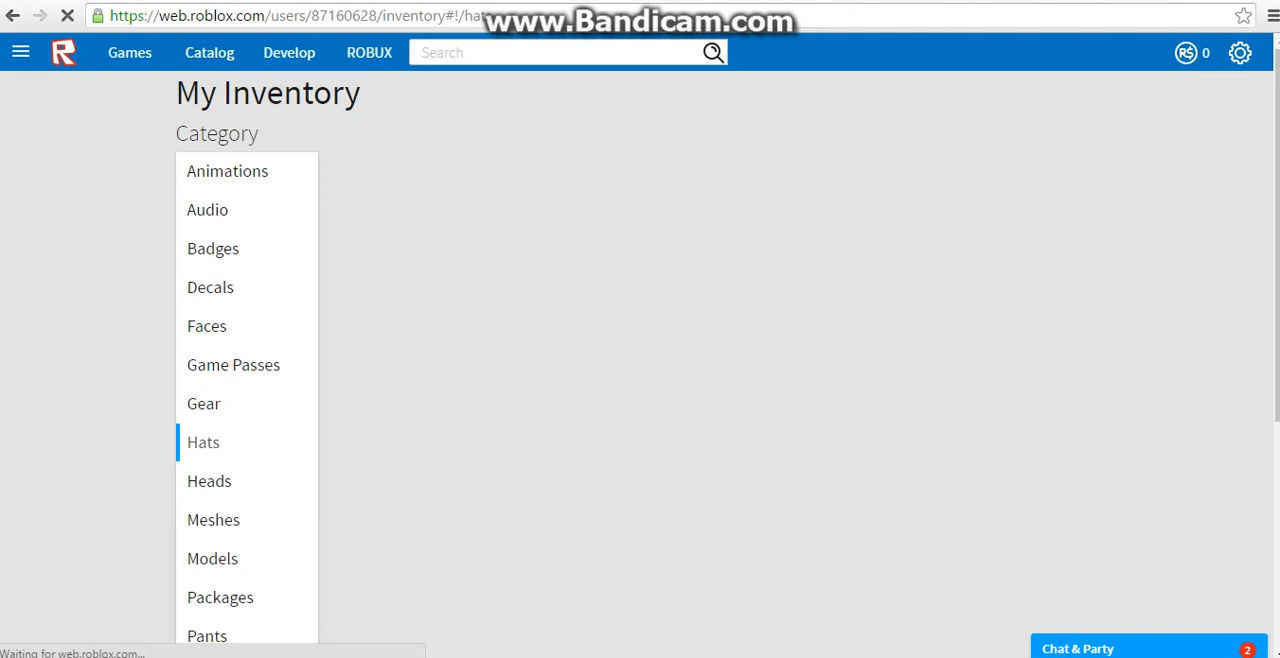 https://web.roblox.com/users/87160628/inventory#!/hats
www.Bandicam.com
Games Catalog Develop ROBUX Search R$ 0
My Inventory
Category
Animations
Audio
Badges
Decals
Faces
Game Passes
Gear
Hats
Heads
Meshes
Models
Packages
Pants
Waiting for web.roblox.com...
Chat & Party 2